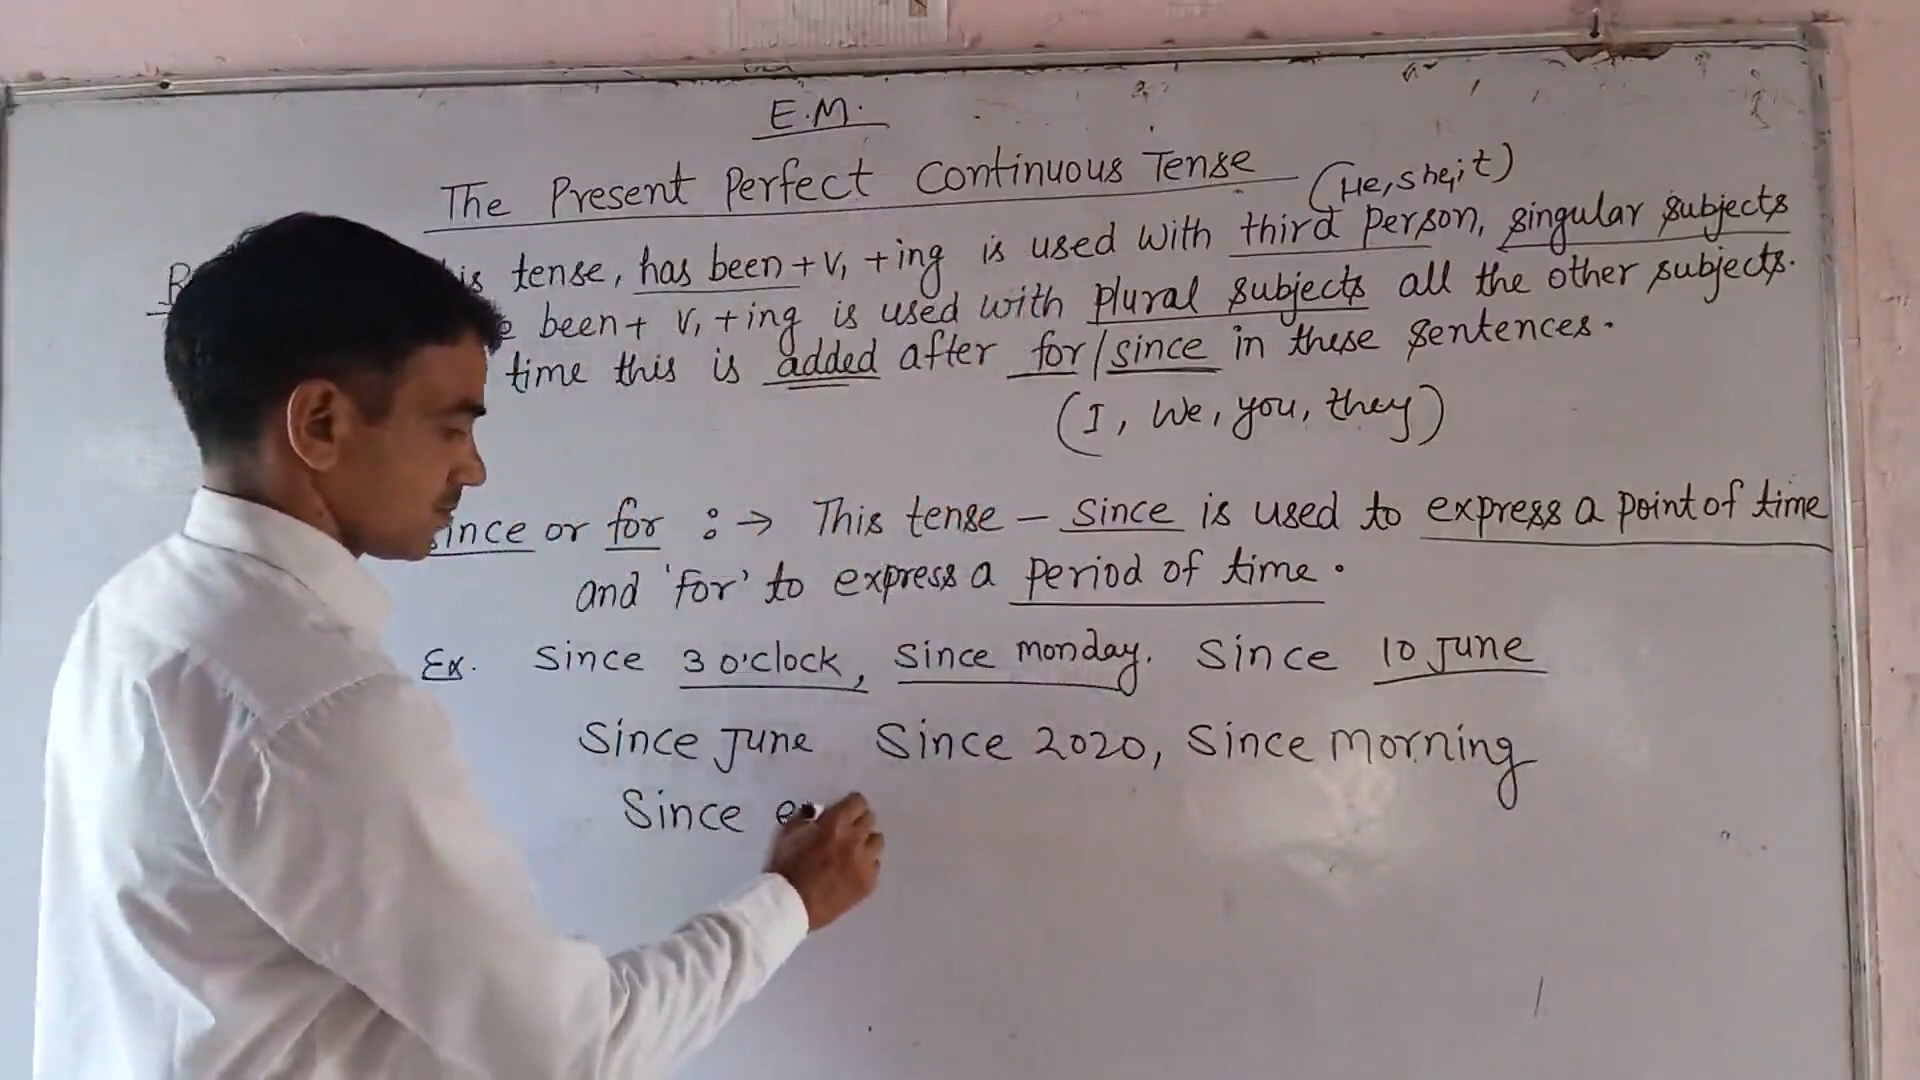 E.M.
The Present Perfect Continuous Tense
(He, she, it)
tense, has been + V₁ + ing is used with third person, singular subjects
been + V₁ + ing is used with plural subjects all the other subjects.
time this is added after for / since in these sentences.
(I, We, you, they)
since or for :→ This tense – since is used to express a point of time
and 'for' to express a period of time.
Ex. Since 3 o'clock, Since monday. Since 10 June
Since June Since 2020, Since morning
Since